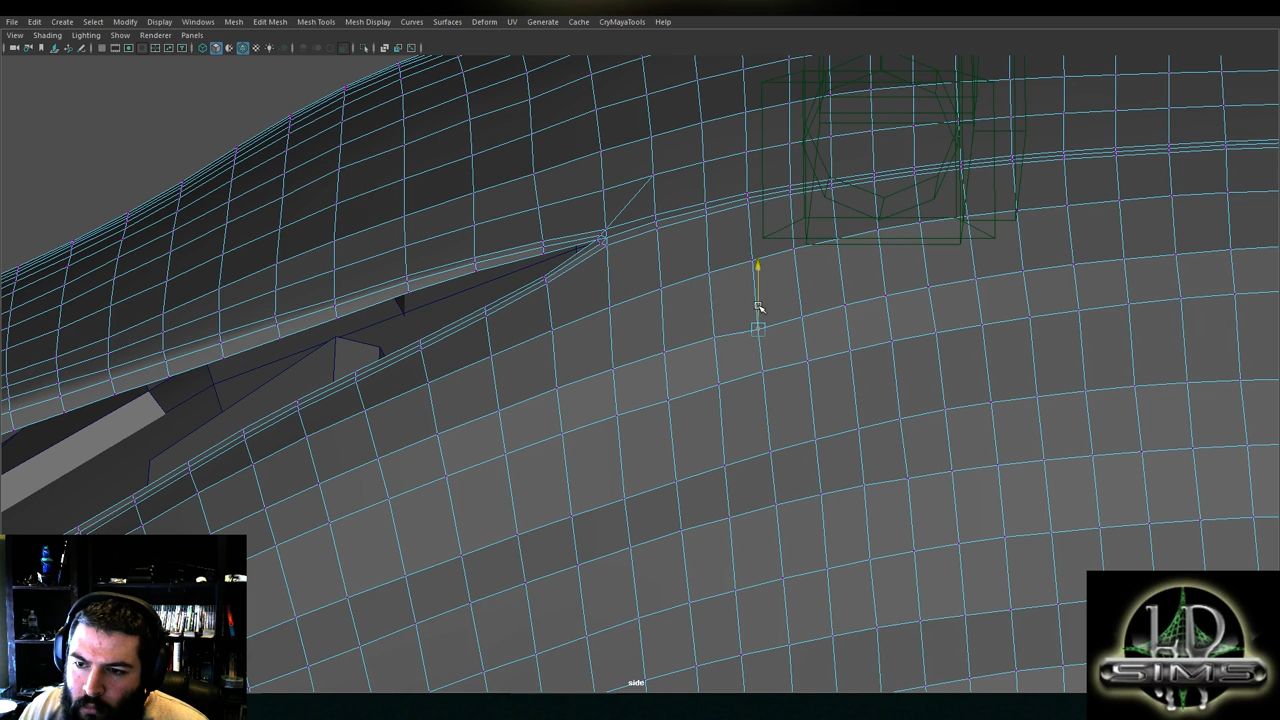 File Edit Create Select Modify Display Windows Mesh Edit Mesh Mesh Tools Mesh Display Curves Surfaces Deform UV Generate Cache CryMayaTools Help
View Shading Lighting Show Renderer Panels
side
SIMS